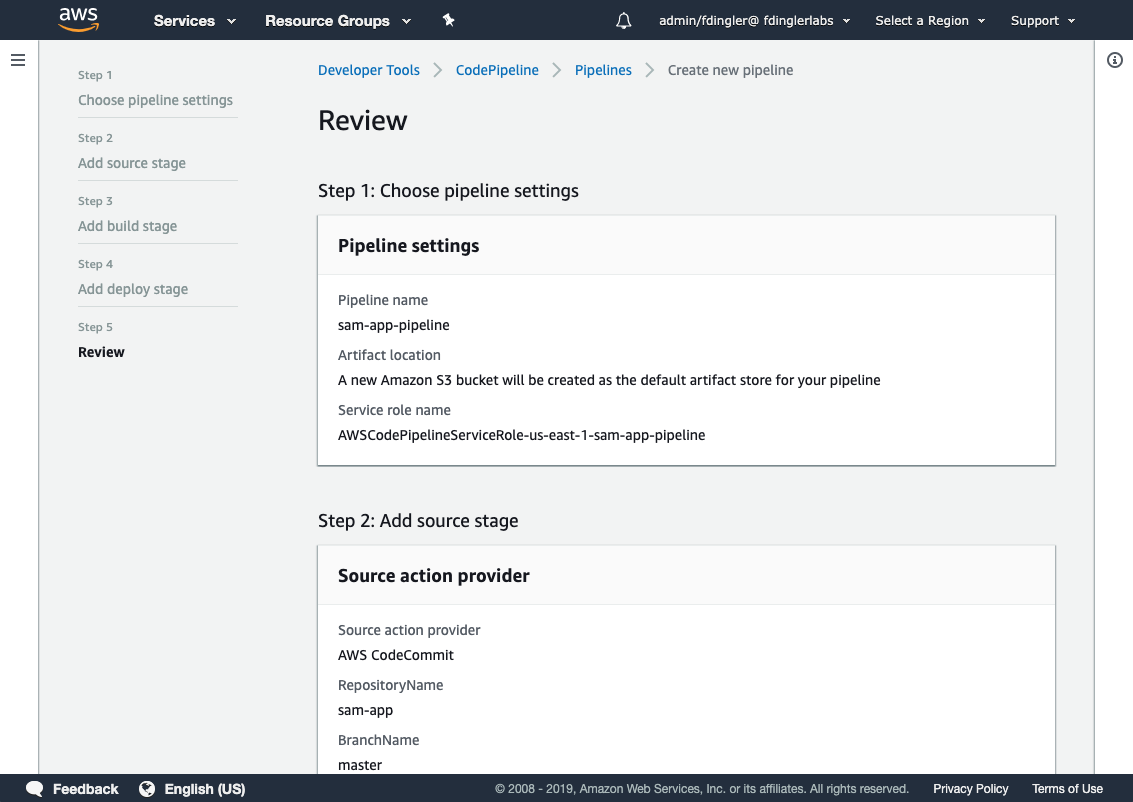 aws
Services
Resource Groups
admin/fdingler@ fdinglerlabs
Select a Region
Support
Step 1
Choose pipeline settings
Step 2
Add source stage
Step 3
Add build stage
Step 4
Add deploy stage
Step 5
Review
Developer Tools
CodePipeline
Pipelines
Create new pipeline
Review
Step 1: Choose pipeline settings
Pipeline settings
Pipeline name
sam-app-pipeline
Artifact location
A new Amazon S3 bucket will be created as the default artifact store for your pipeline
Service role name
AWSCodePipelineServiceRole-us-east-1-sam-app-pipeline
Step 2: Add source stage
Source action provider
Source action provider
AWS CodeCommit
RepositoryName
sam-app
BranchName
master
Feedback
English (US)
© 2008 - 2019, Amazon Web Services, Inc. or its affiliates. All rights reserved.
Privacy Policy
Terms of Use